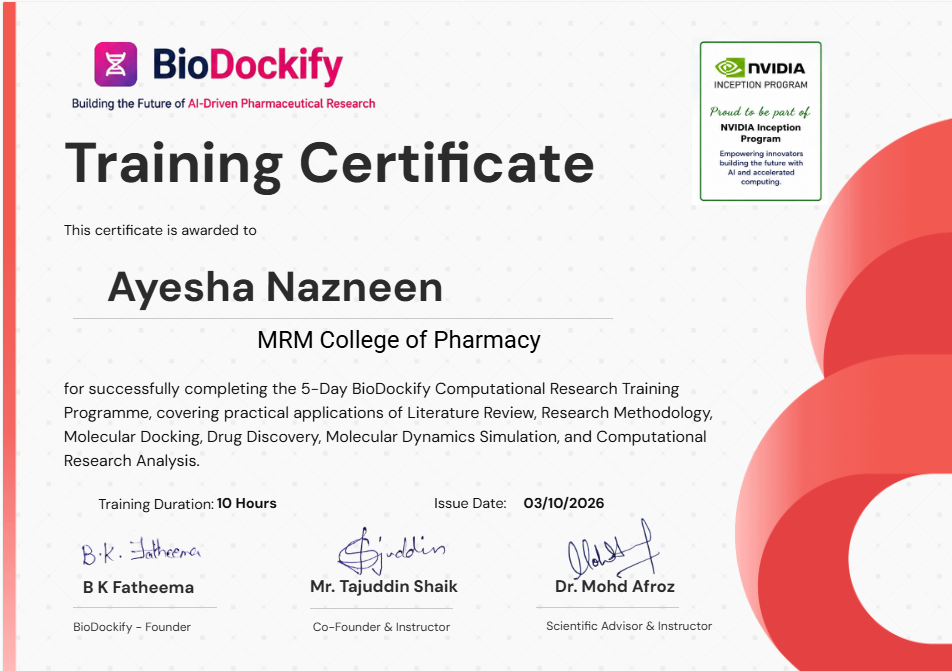 BioDockify
Building the Future of AI-Driven Pharmaceutical Research
NVIDIA
INCEPTION PROGRAM
Proud to be part of
NVIDIA Inception
Program
Empowering innovators
building the future with
AI and accelerated
computing.
Training Certificate
This certificate is awarded to
Ayesha Nazneen
MRM College of Pharmacy
for successfully completing the 5-Day BioDockify Computational Research Training
Programme, covering practical applications of Literature Review, Research Methodology,
Molecular Docking, Drug Discovery, Molecular Dynamics Simulation, and Computational
Research Analysis.
Training Duration: 10 Hours
Issue Date: 03/10/2026
B.K. Fatheema
B K Fatheema
BioDockify - Founder
Mr. Tajuddin Shaik
Co-Founder & Instructor
Dr. Mohd Afroz
Scientific Advisor & Instructor